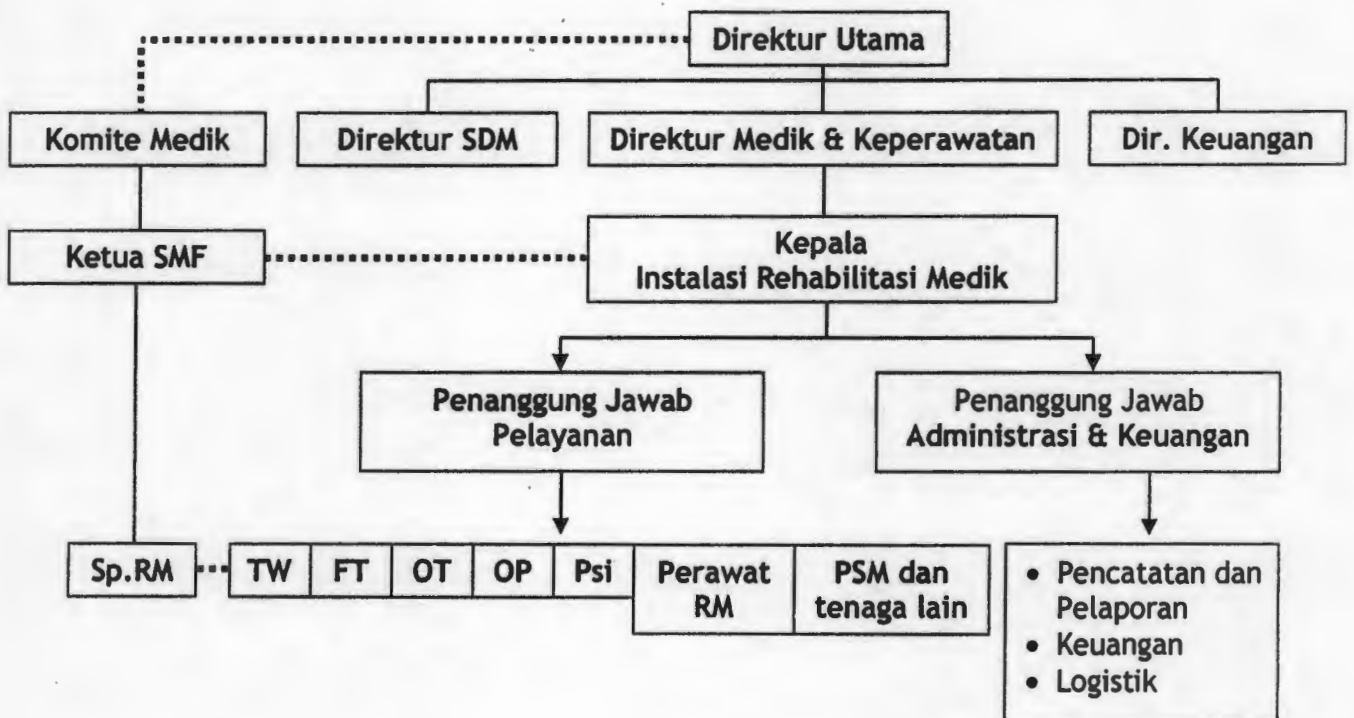 Direktur Utama
Komite Medik
Direktur SDM
Direktur Medik & Keperawatan
Dir. Keuangan
Ketua SMF
Kepala
Instalasi Rehabilitasi Medik
Penanggung Jawab
Pelayanan
Penanggung Jawab
Administrasi & Keuangan
Sp.RM
TW
FT
OT
OP
Psi
Perawat
RM
PSM dan
tenaga lain
• Pencatatan dan
Pelaporan
• Keuangan
• Logistik